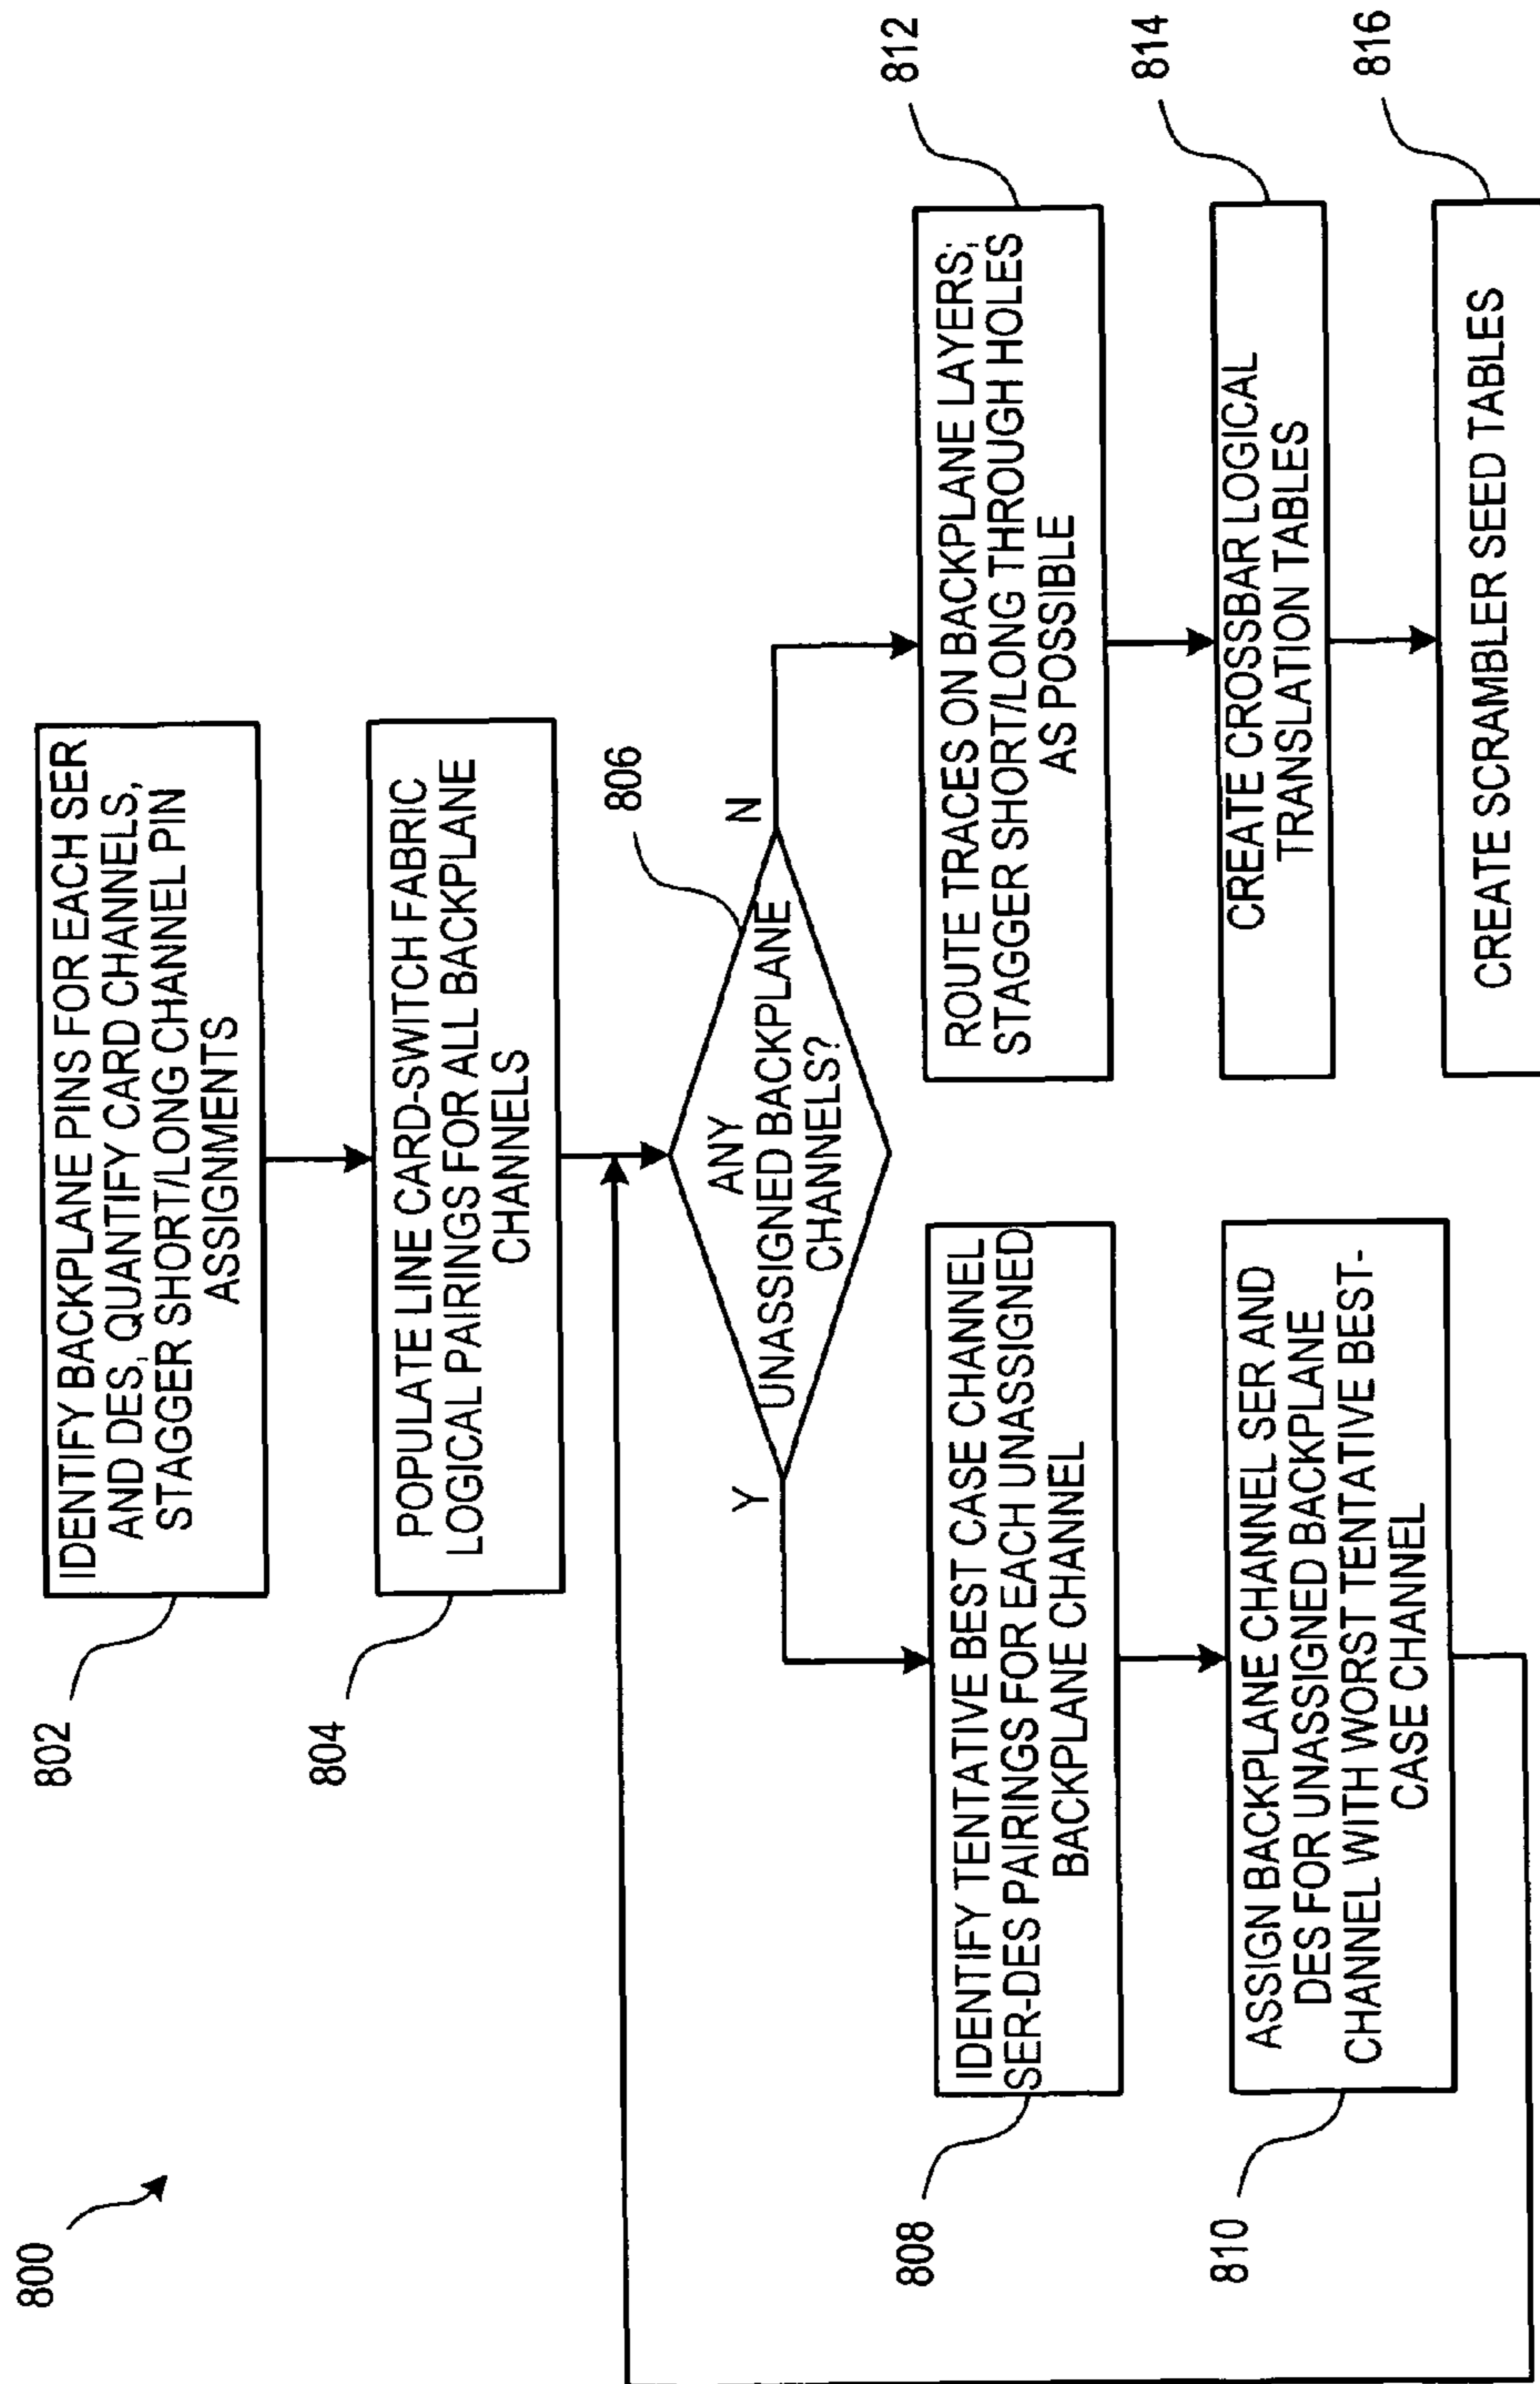 800
802
IDENTIFY BACKPLANE PINS FOR EACH SER
AND DES, QUANTIFY CARD CHANNELS,
STAGGER SHORT/LONG CHANNEL PIN
ASSIGNMENTS
804
POPULATE LINE CARD-SWITCH FABRIC
LOGICAL PAIRINGS FOR ALL BACKPLANE
CHANNELS
806
ANY
UNASSIGNED BACKPLANE
CHANNELS?
Y
N
808
IDENTIFY TENTATIVE BEST CASE CHANNEL
SER-DES PAIRINGS FOR EACH UNASSIGNED
BACKPLANE CHANNEL
810
ASSIGN BACKPLANE CHANNEL SER AND
DES FOR UNASSIGNED BACKPLANE
CHANNEL WITH WORST TENTATIVE BEST-
CASE CHANNEL
812
ROUTE TRACES ON BACKPLANE LAYERS;
STAGGER SHORT/LONG THROUGH HOLES
AS POSSIBLE
814
CREATE CROSSBAR LOGICAL
TRANSLATION TABLES
816
CREATE SCRAMBLER SEED TABLES